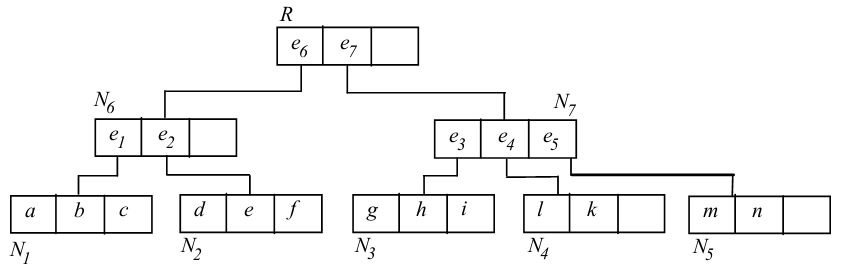 R
e6 e7
N6 N7
e1 e2 e3 e4 e5
a b c d e f g h i l k m n
N1 N2 N3 N4 N5